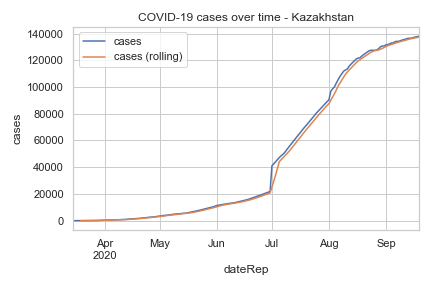 COVID-19 cases over time - Kazakhstan
cases
cases (rolling)
140000
120000
100000
80000
60000
40000
20000
0
cases
Apr
2020
May
Jun
Jul
Aug
Sep
dateRep